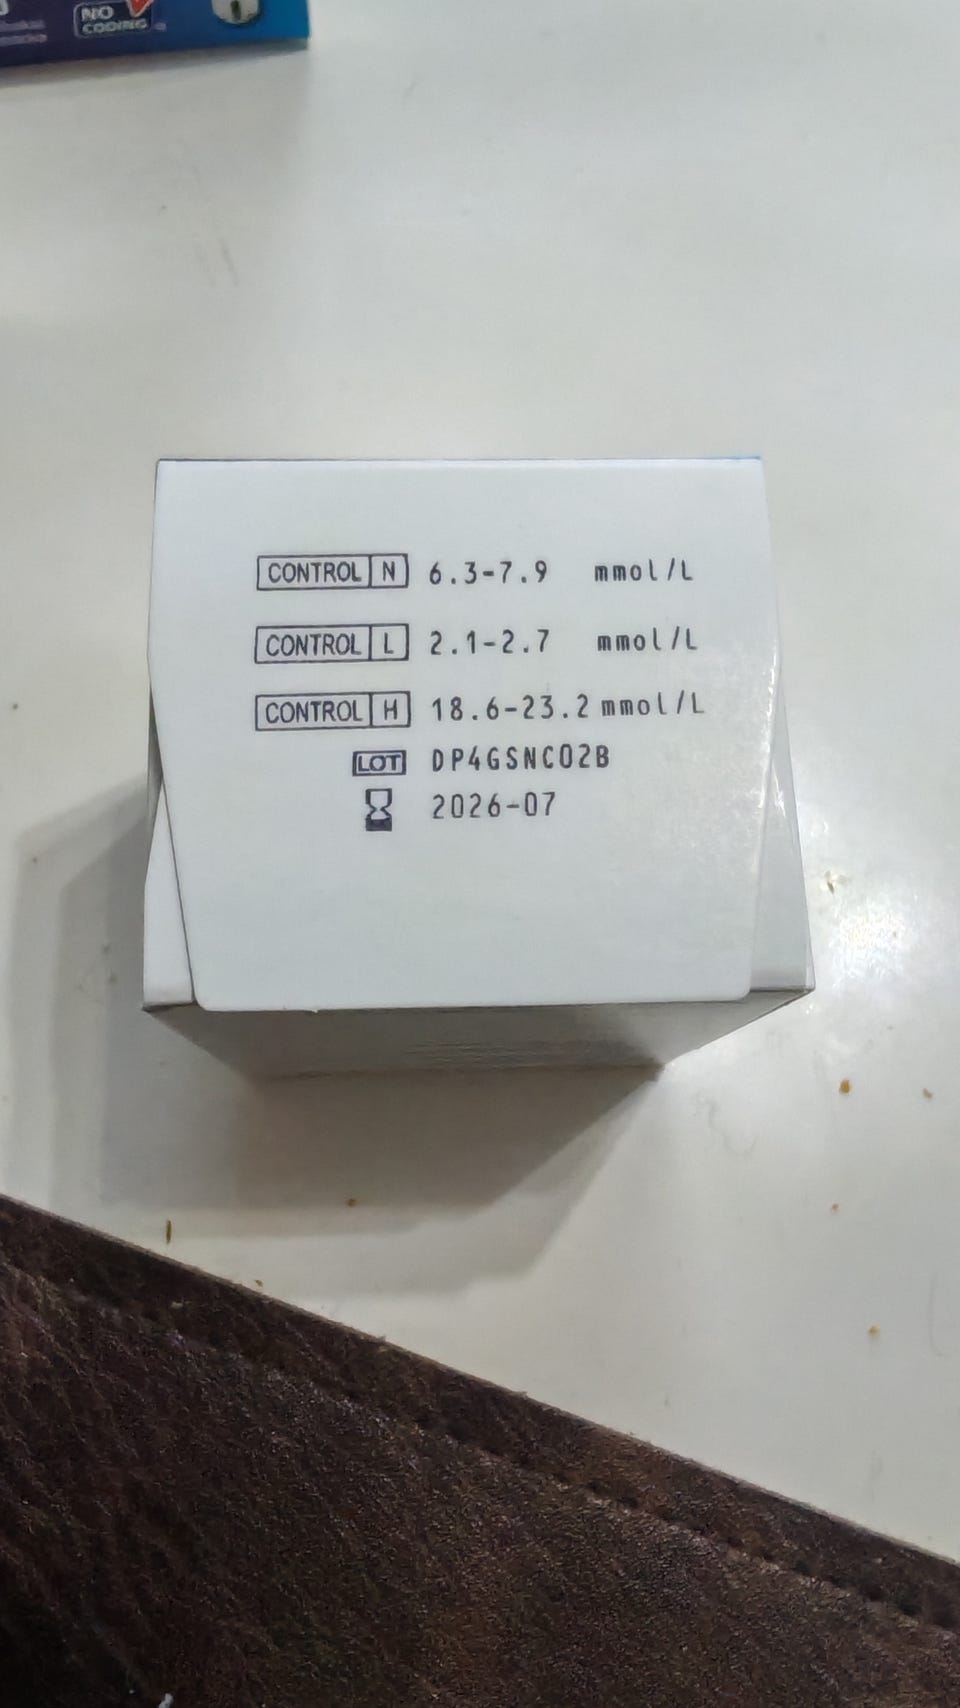 NO
CODING
CONTROL N 6.3-7.9 mmol/L
CONTROL L 2.1-2.7 mmol/L
CONTROL H 18.6-23.2 mmol/L
LOT DP4GSNC02B
2026-07